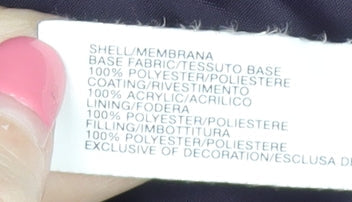 SHELL/MEMBRANA
BASE FABRIC/TESSUTO BASE
100% POLYESTER/POLIESTERE
COATING/RIVESTIMENTO
100% ACRYLIC/ACRILICO
LINING/FODERA
100% POLYESTER/POLIESTERE
FILLING/IMBOTTITURA
100% POLYESTER/POLIESTERE
EXCLUSIVE OF DECORATION/ESCLUSA DE